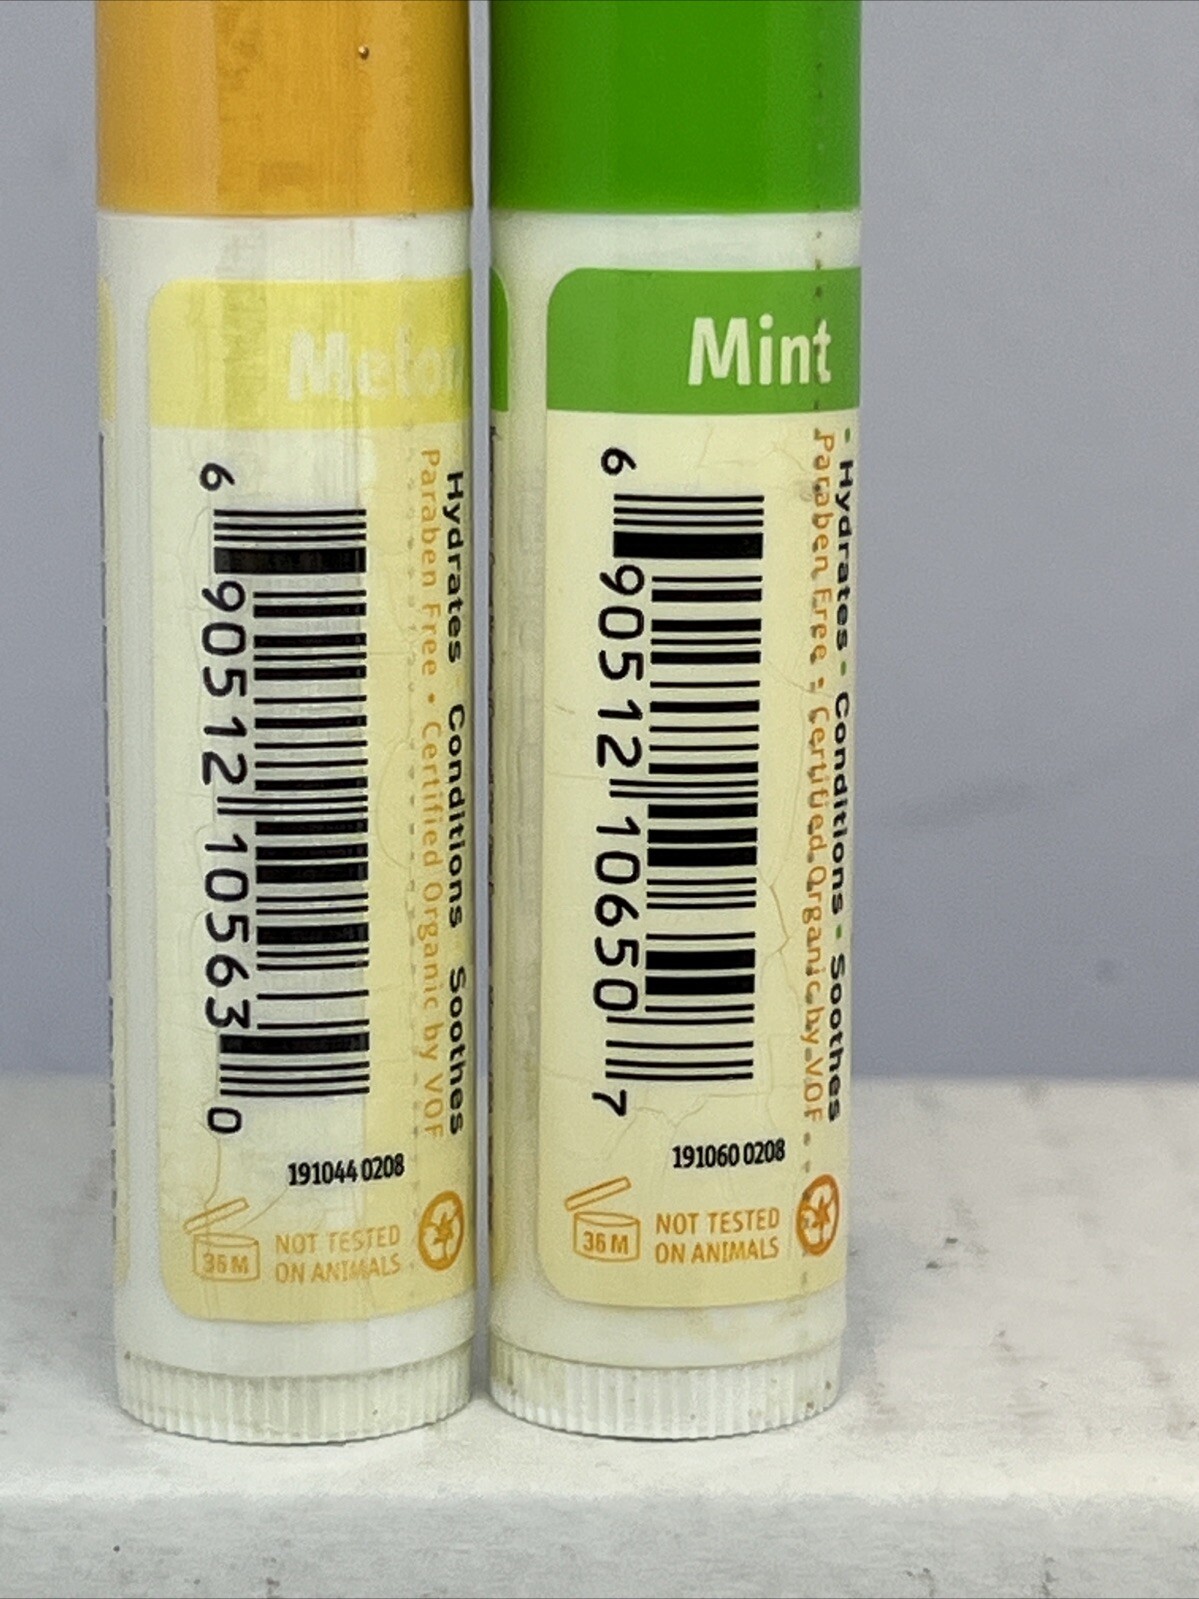 Melon
6 90512 10563 0
Hydrates Conditions Soothes
Paraben Free • Certified Organic by VOF
191044 0208
36 M
NOT TESTED
ON ANIMALS
Mint
6 90512 10650 7
• Hydrates • Conditions • Soothes
Paraben Free • Certified Organic by VOF
191060 0208
36 M
NOT TESTED
ON ANIMALS